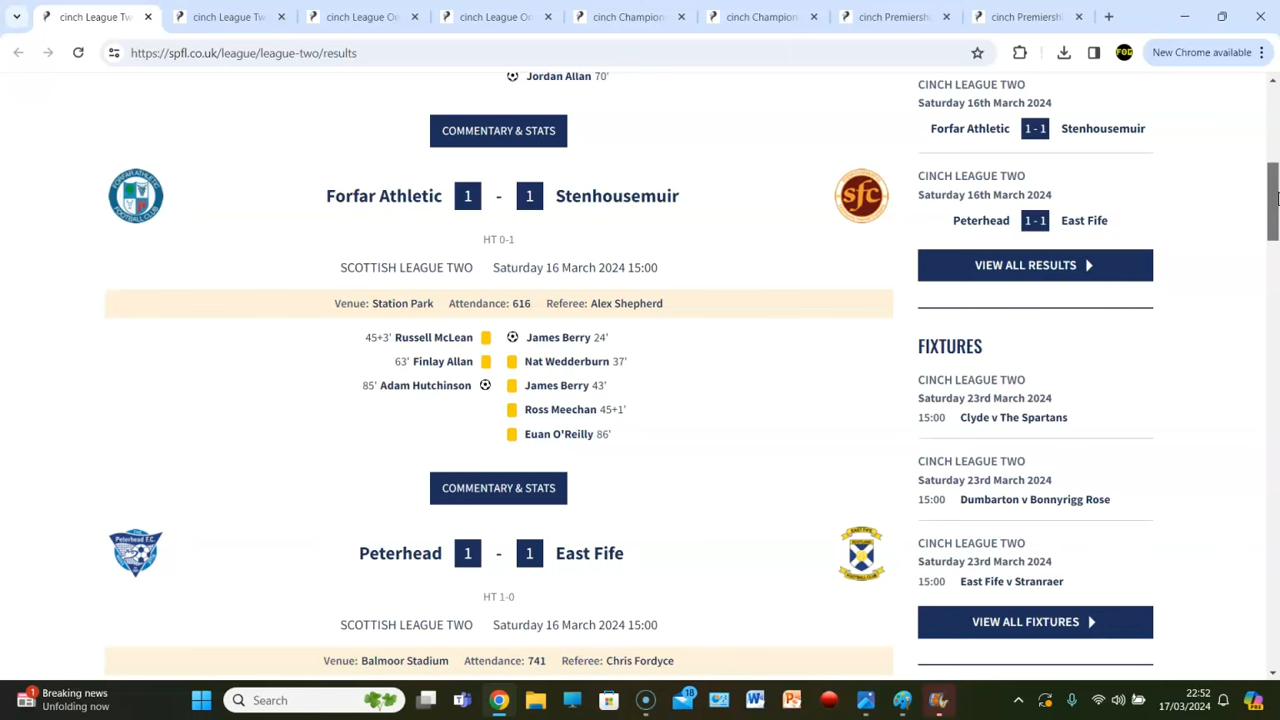 cinch League Tw
cinch League Tw
cinch League On
cinch League On
cinch Champion
cinch Champion
cinch Premiersh
cinch Premiersh
https://spfl.co.uk/league/league-two/results
FOG
New Chrome available
Jordan Allan 70'
COMMENTARY & STATS
Forfar Athletic 1 - 1 Stenhousemuir
sfc
HT 0-1
SCOTTISH LEAGUE TWO Saturday 16 March 2024 15:00
Venue: Station Park Attendance: 616 Referee: Alex Shepherd
45+3' Russell McLean James Berry 24'
63' Finlay Allan Nat Wedderburn 37'
85' Adam Hutchinson James Berry 43'
Ross Meechan 45+1'
Euan O'Reilly 86'
COMMENTARY & STATS
Peterhead F.C.
Peterhead 1 - 1 East Fife
EAST FIFE
FOOTBALL CLUB
HT 1-0
SCOTTISH LEAGUE TWO Saturday 16 March 2024 15:00
Venue: Balmoor Stadium Attendance: 741 Referee: Chris Fordyce
CINCH LEAGUE TWO
Saturday 16th March 2024
Forfar Athletic 1 - 1 Stenhousemuir
CINCH LEAGUE TWO
Saturday 16th March 2024
Peterhead 1 - 1 East Fife
VIEW ALL RESULTS
FIXTURES
CINCH LEAGUE TWO
Saturday 23rd March 2024
15:00 Clyde v The Spartans
CINCH LEAGUE TWO
Saturday 23rd March 2024
15:00 Dumbarton v Bonnyrigg Rose
CINCH LEAGUE TWO
Saturday 23rd March 2024
15:00 East Fife v Stranraer
VIEW ALL FIXTURES
1
Breaking news
Unfolding now
Search
18
22:52
17/03/2024